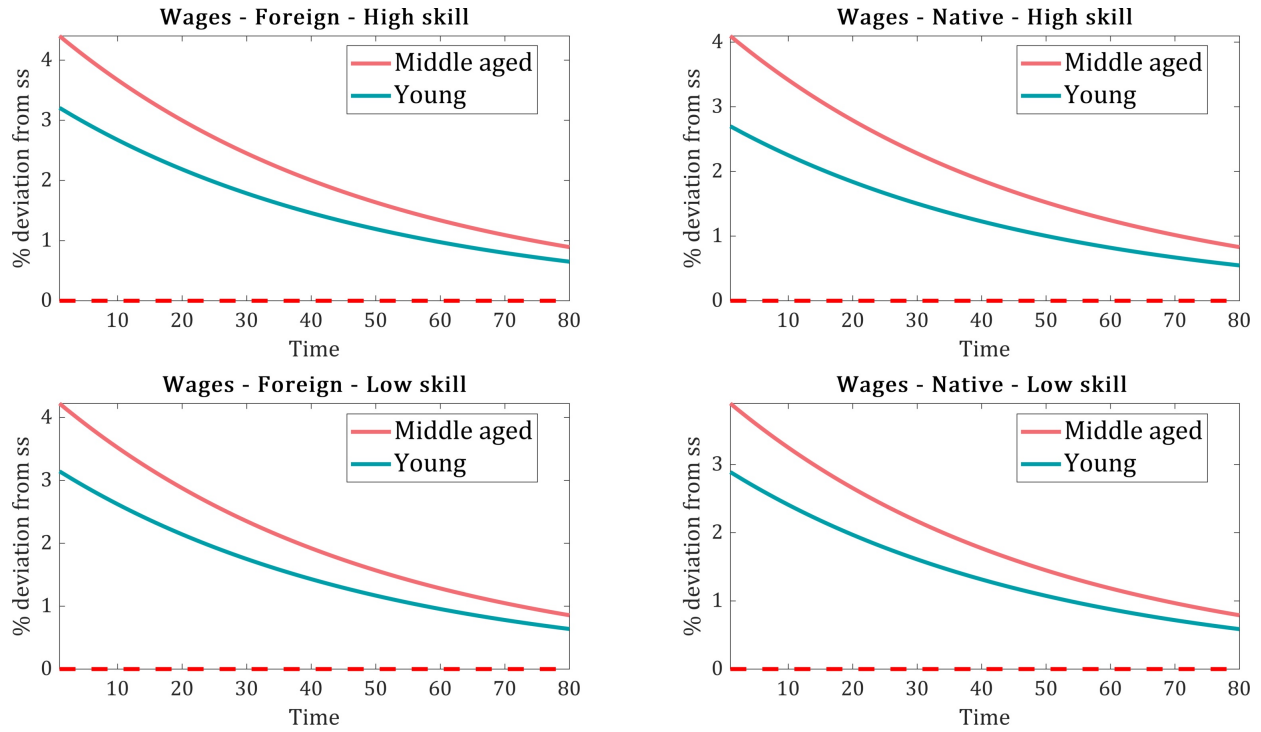 Wages - Foreign - High skill
% deviation from ss
4
3
2
1
0
Middle aged
Young
10 20 30 40 50 60 70 80
Time
Wages - Native - High skill
% deviation from ss
4
3
2
1
0
Middle aged
Young
10 20 30 40 50 60 70 80
Time
Wages - Foreign - Low skill
% deviation from ss
4
3
2
1
0
Middle aged
Young
10 20 30 40 50 60 70 80
Time
Wages - Native - Low skill
% deviation from ss
3
2
1
0
Middle aged
Young
10 20 30 40 50 60 70 80
Time